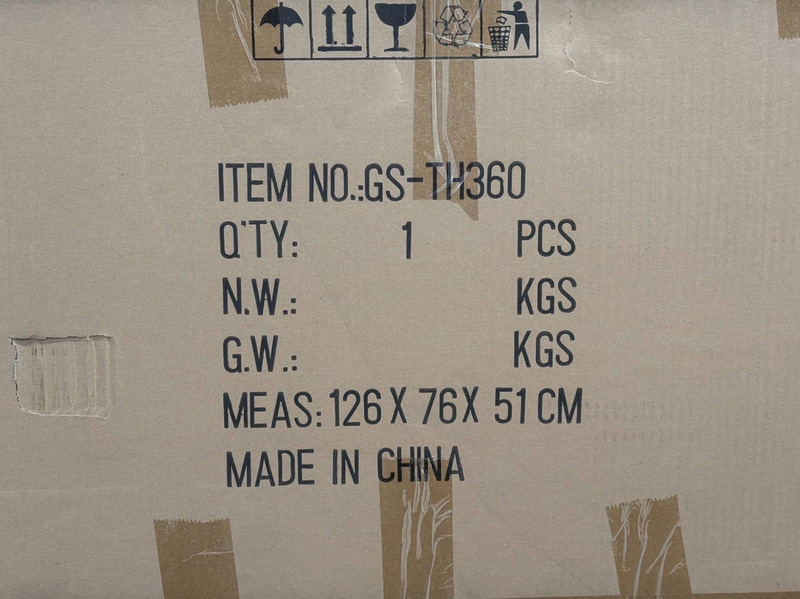 ITEM NO.:GS-TH360
Q'TY: 1 PCS
N.W.: KGS
G.W.: KGS
MEAS: 126 X 76 X 51 CM
MADE IN CHINA